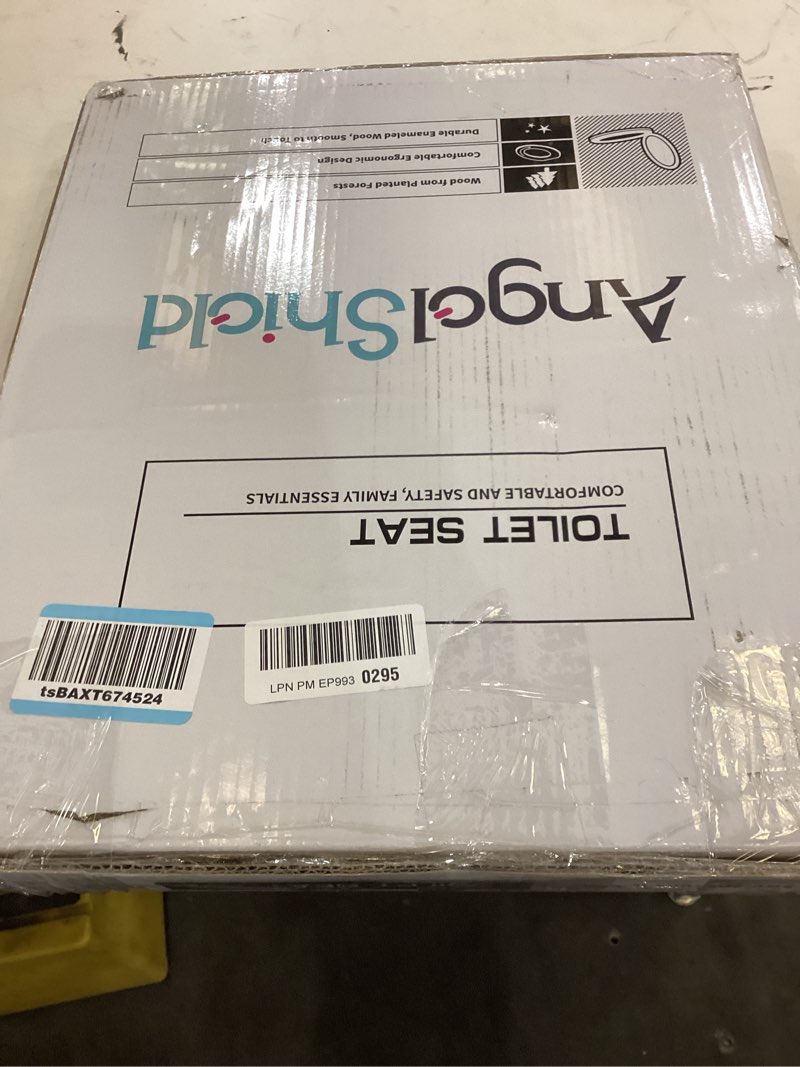 TOILET SEAT
COMFORTABLE AND SAFETY, FAMILY ESSENTIALS
AngelShield
Wood from Planted Forests
Comfortable Ergonomic Design
Durable Enameled Wood, Smooth to Touch
tsBAXT674524
LPN PM EP993 0295